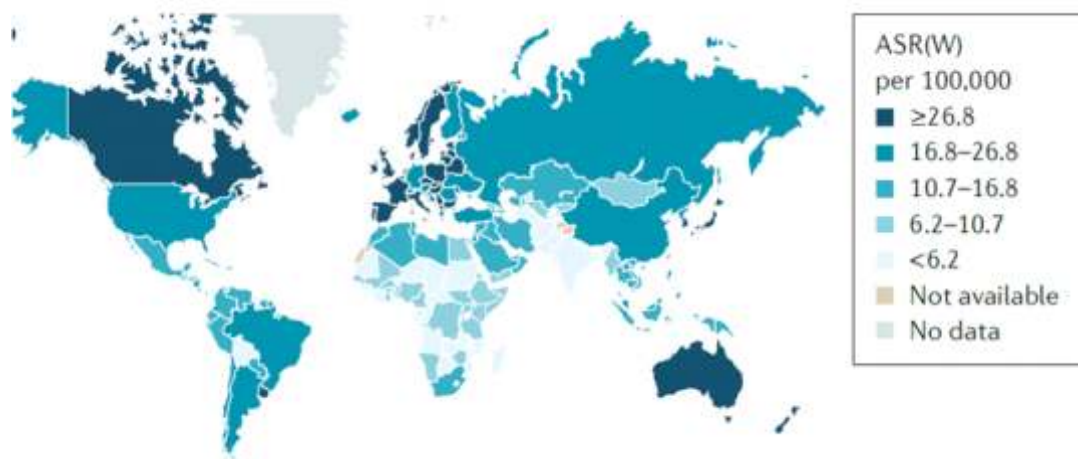 ASR(W)
per 100,000
≥26.8
16.8–26.8
10.7–16.8
6.2–10.7
<6.2
Not available
No data